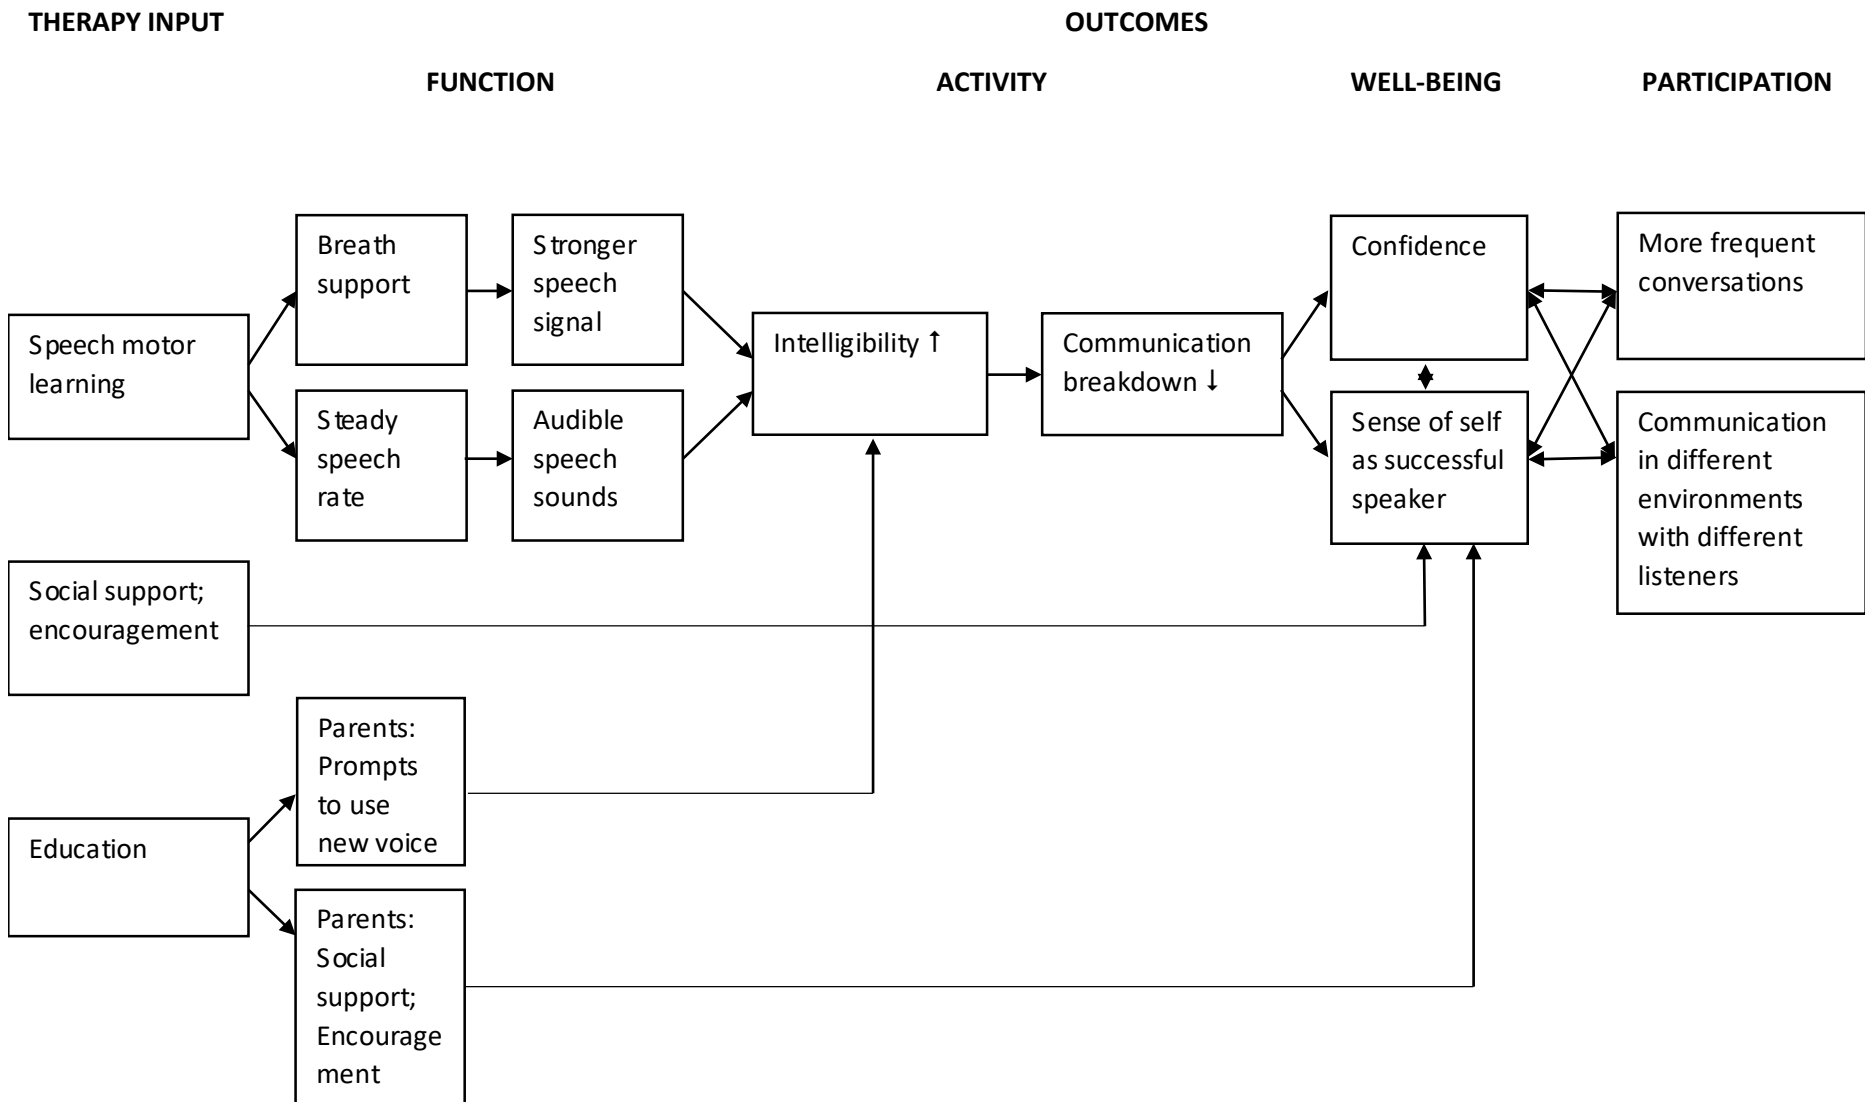 THERAPY INPUT
OUTCOMES
FUNCTION
ACTIVITY
WELL-BEING
PARTICIPATION
Speech motor
learning
Breath
support
Stronger
speech
signal
Steady
speech
rate
Audible
speech
sounds
Intelligibility ↑
Communication
breakdown ↓
Confidence
Sense of self
as successful
speaker
More frequent
conversations
Communication
in different
environments
with different
listeners
Social support;
encouragement
Education
Parents:
Prompts
to use
new voice
Parents:
Social
support;
Encourage
ment